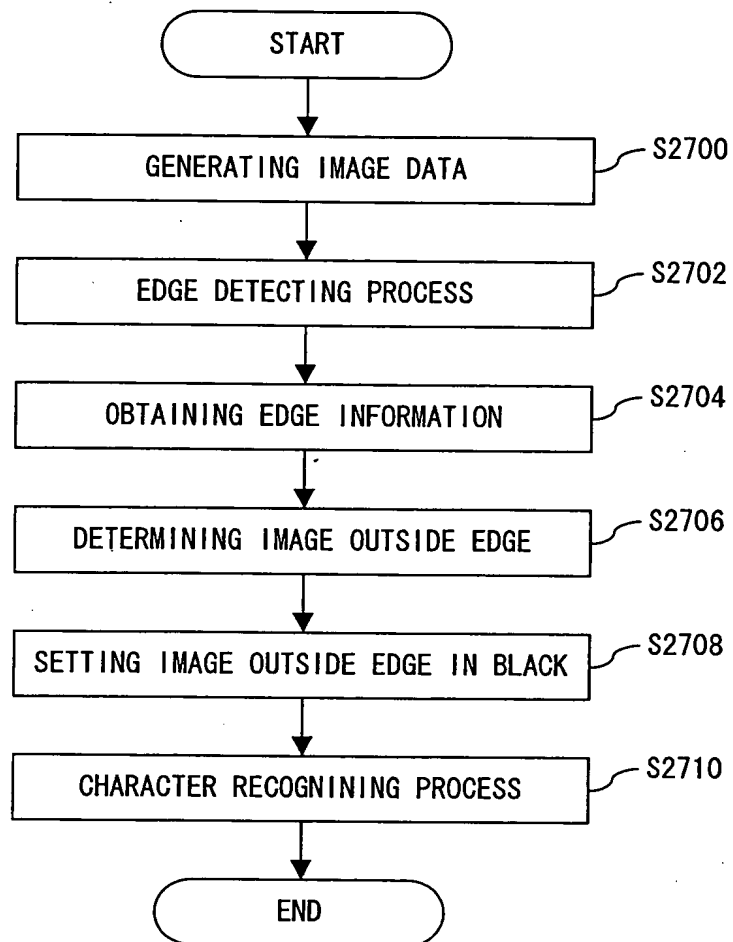 START
GENERATING IMAGE DATA
S2700
EDGE DETECTING PROCESS
S2702
OBTAINING EDGE INFORMATION
S2704
DETERMINING IMAGE OUTSIDE EDGE
S2706
SETTING IMAGE OUTSIDE EDGE IN BLACK
S2708
CHARACTER RECOGNINING PROCESS
S2710
END